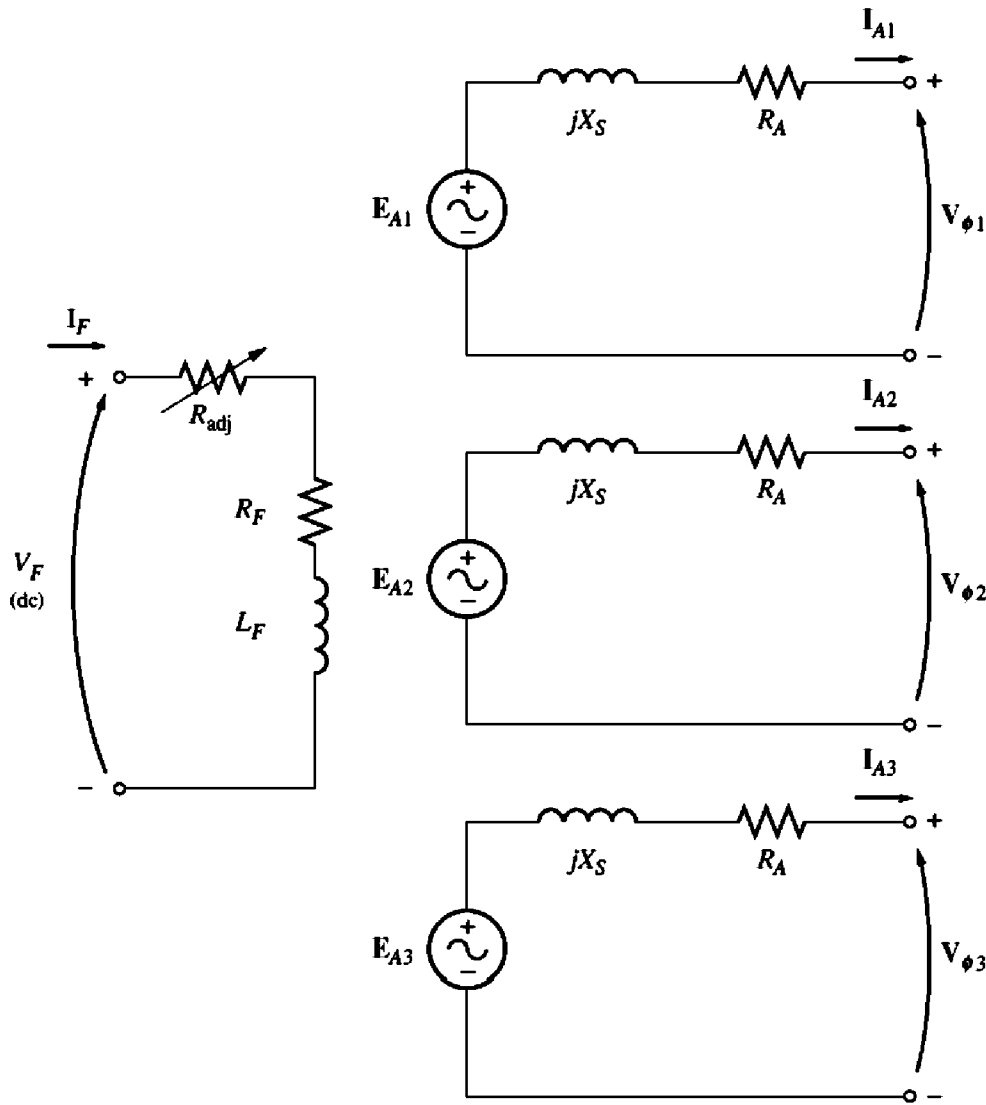 I_F
+
R_adj
R_F
V_F
(dc)
L_F
−
I_A1
jX_S
R_A
+
+
E_A1
−
V_ϕ1
−
I_A2
jX_S
R_A
+
+
E_A2
−
V_ϕ2
−
I_A3
jX_S
R_A
+
+
E_A3
−
V_ϕ3
−